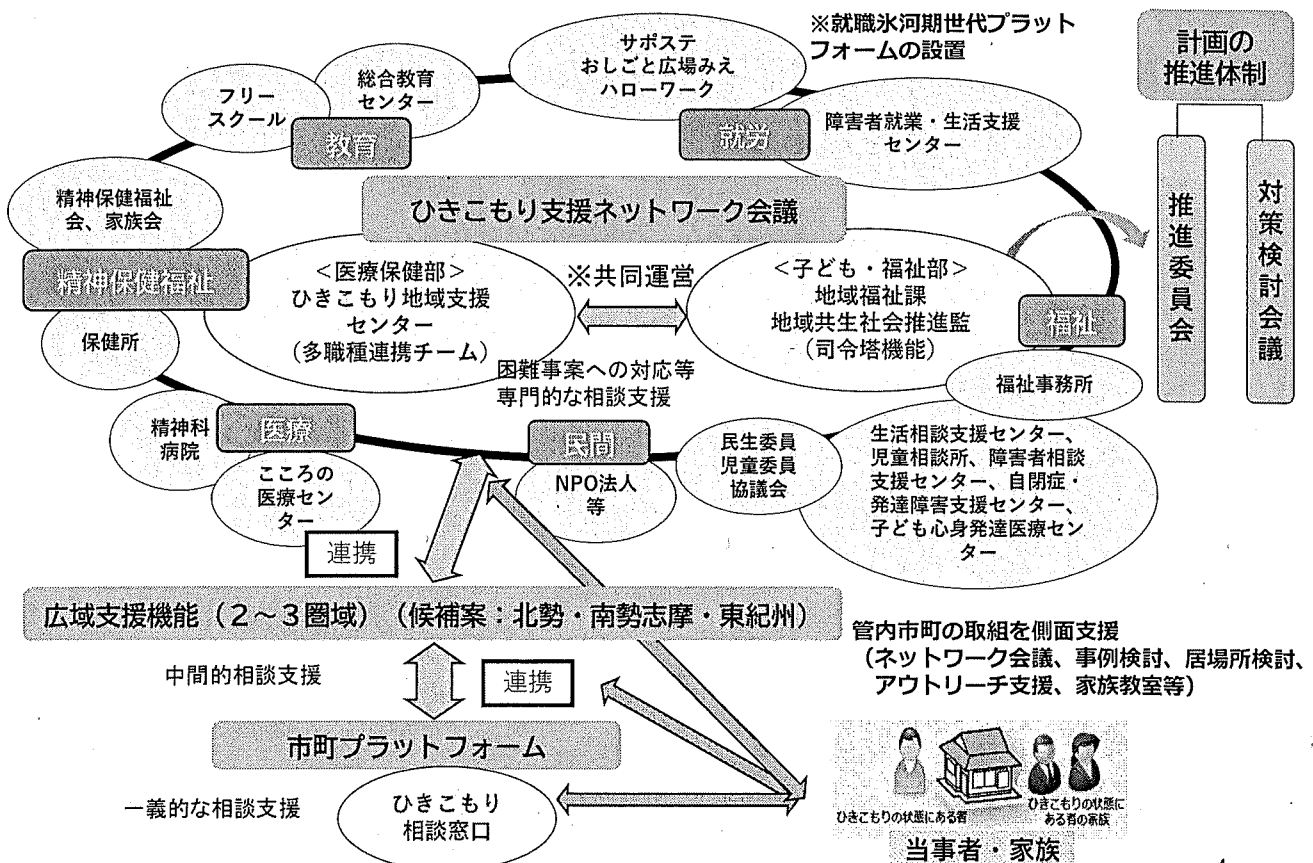 ※就職氷河期世代プラット
フォームの設置
計画の
推進体制
推進委員会
対策検討会議
サポステ
おしごと広場みえ
ハローワーク
総合教育
センター
フリー
スクール
教育
就労
障害者就業・生活支援
センター
精神保健福祉
会、家族会
ひきこもり支援ネットワーク会議
精神保健福祉
<医療保健部>
ひきこもり地域支援
センター
(多職種連携チーム)
※共同運営
<子ども・福祉部>
地域福祉課
地域共生社会推進監
(司令塔機能)
福祉
保健所
困難事案への対応等
専門的な相談支援
福祉事務所
精神科
病院
医療
こころの
医療セン
ター
民間
NPO法人
等
民生委員
児童委員
協議会
生活相談支援センター、
児童相談所、障害者相談
支援センター、自閉症・
発達障害支援センター、
子ども心身発達医療セン
ター
連携
広域支援機能(2~3圏域)(候補案:北勢・南勢志摩・東紀州)
管内市町の取組を側面支援
(ネットワーク会議、事例検討、居場所検討、
アウトリーチ支援、家族教室等)
中間的相談支援
連携
市町プラットフォーム
一義的な相談支援
ひきこもり
相談窓口
ひきこもりの状態にある者
ひきこもりの状態に
ある者の家族
当事者・家族